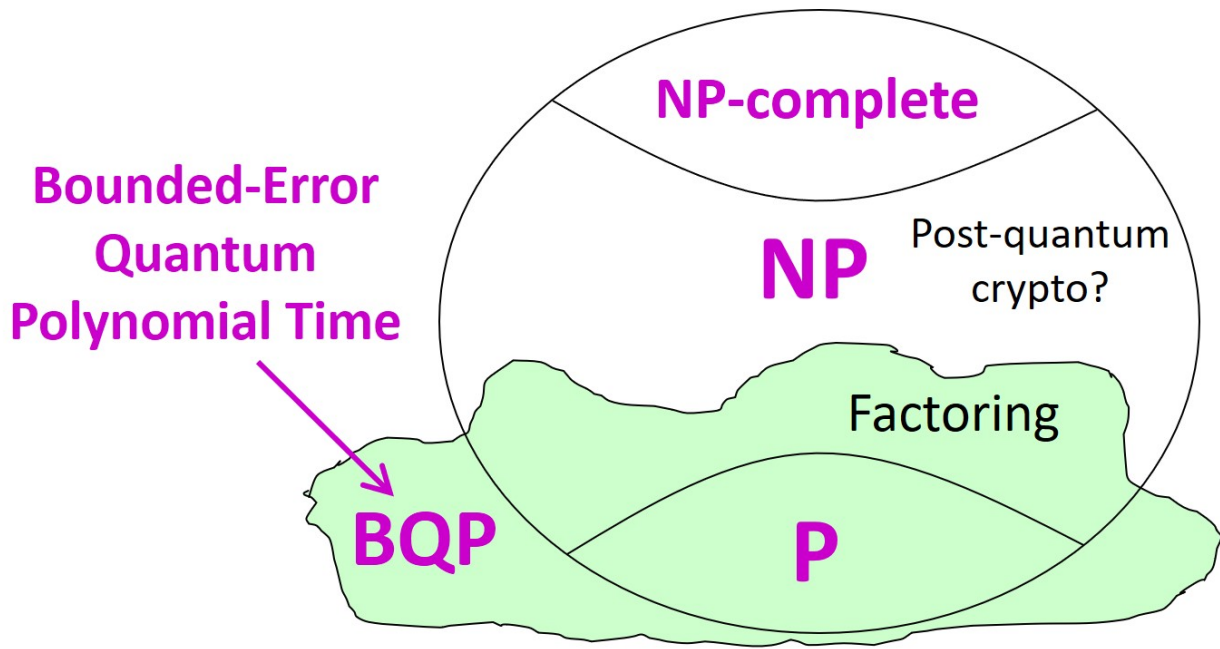 NP-complete
Bounded-Error
Quantum
Polynomial Time
NP
Post-quantum
crypto?
Factoring
BQP
P